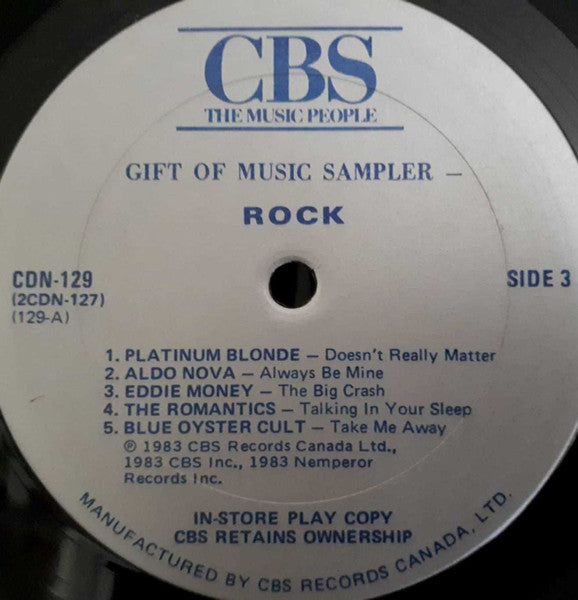 CBS
THE MUSIC PEOPLE
GIFT OF MUSIC SAMPLER –
ROCK
CDN-129
(2CDN-127)
(129-A)
SIDE 3
1. PLATINUM BLONDE – Doesn't Really Matter
2. ALDO NOVA – Always Be Mine
3. EDDIE MONEY – The Big Crash
4. THE ROMANTICS – Talking In Your Sleep
5. BLUE OYSTER CULT – Take Me Away
℗ 1983 CBS Records Canada Ltd.,
1983 CBS Inc., 1983 Nemperor
Records Inc.
IN-STORE PLAY COPY
CBS RETAINS OWNERSHIP
MANUFACTURED BY CBS RECORDS CANADA, LTD.